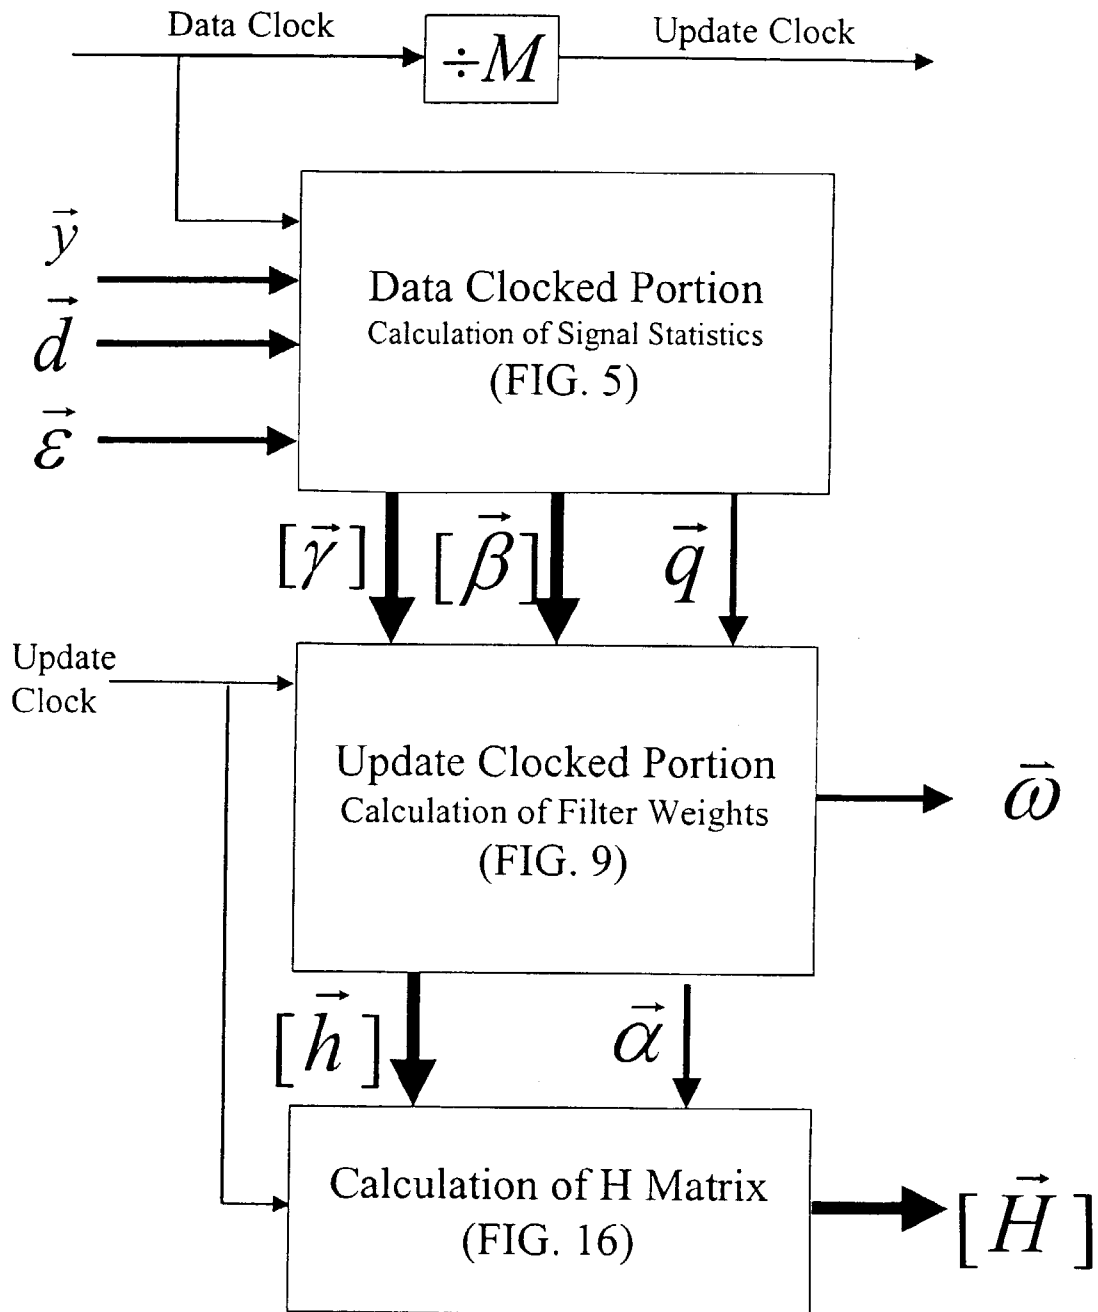 Data Clock
÷M
Update Clock
y⃗
d⃗
ε⃗
Data Clocked Portion
Calculation of Signal Statistics
(FIG. 5)
[γ⃗]
[β⃗]
q⃗
Update
Clock
Update Clocked Portion
Calculation of Filter Weights
(FIG. 9)
ω⃗
[h⃗]
α⃗
Calculation of H Matrix
(FIG. 16)
[H⃗]